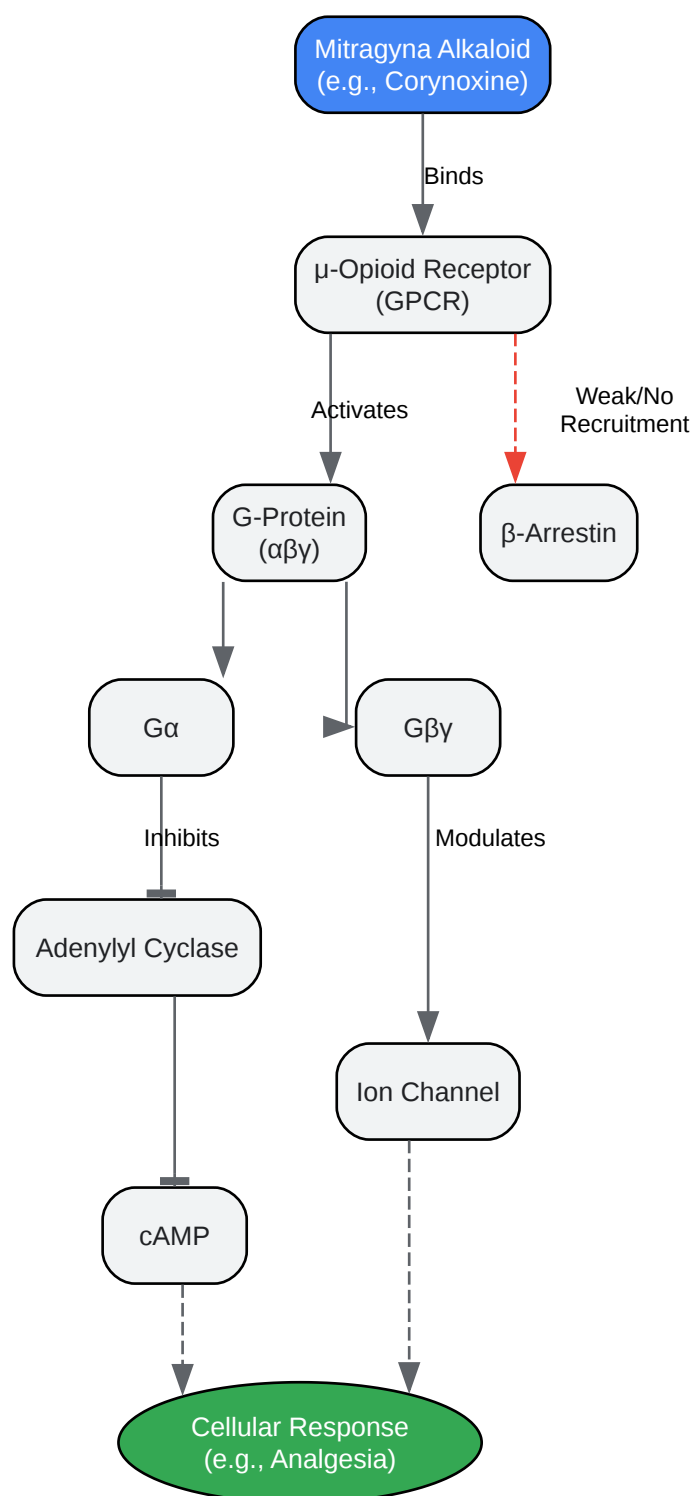 Mitragyna Alkaloid
(e.g., Corynoxine)
Binds
μ-Opioid Receptor
(GPCR)
Activates
Weak/No
Recruitment
G-Protein
(αβγ)
β-Arrestin
Gα
Gβγ
Inhibits
Modulates
Adenylyl Cyclase
Ion Channel
cAMP
Cellular Response
(e.g., Analgesia)